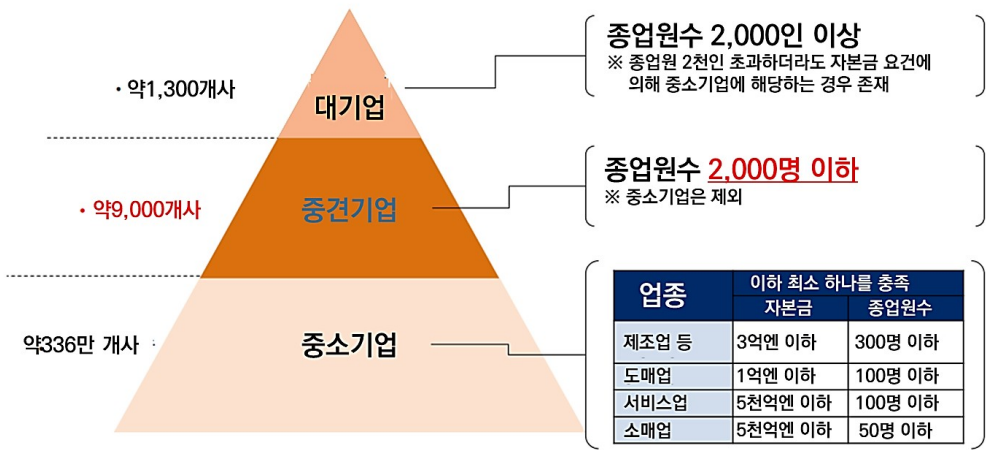 종업원수 2,000인 이상
※ 종업원 2천인 초과하더라도 자본금 요건에
의해 중소기업에 해당하는 경우 존재
· 약1,300개사
대기업
종업원수 2,000명 이하
※ 중소기업은 제외
· 약9,000개사
중견기업
약336만 개사
중소기업
업종 이하 최소 하나를 충족
자본금 종업원수
제조업 등 3억엔 이하 300명 이하
도매업 1억엔 이하 100명 이하
서비스업 5천억엔 이하 100명 이하
소매업 5천억엔 이하 50명 이하